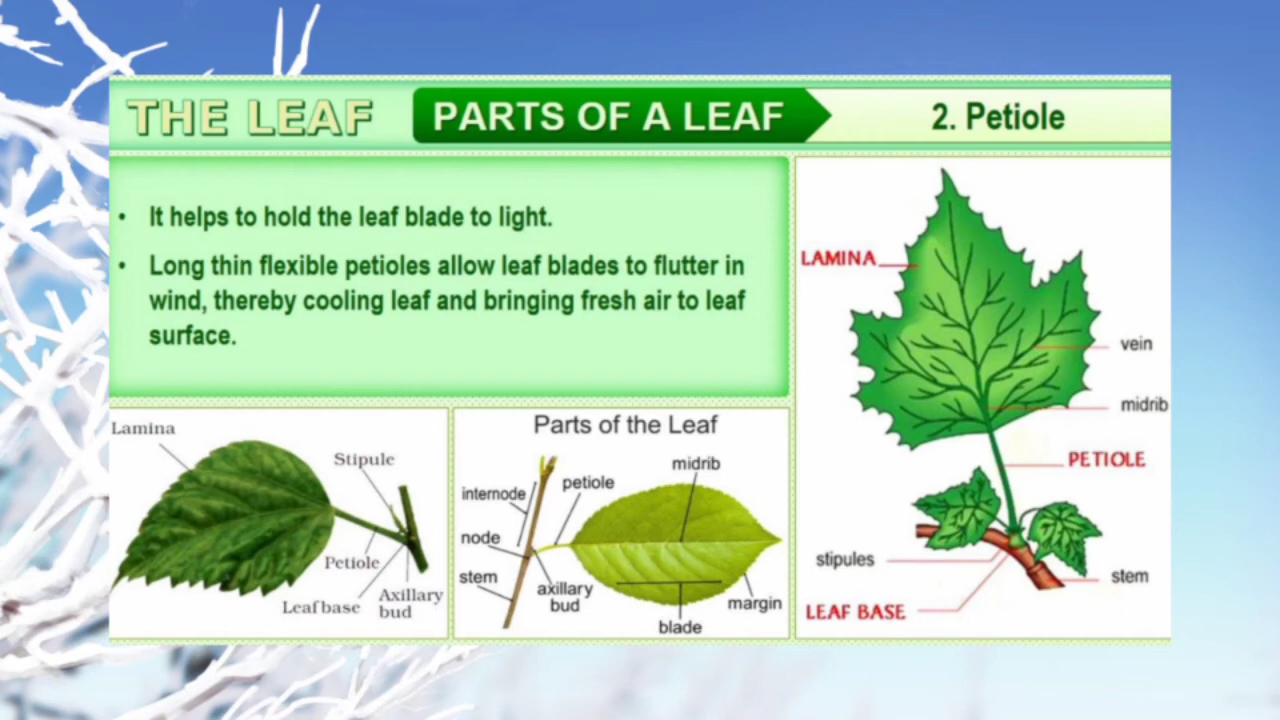 THE LEAF
PARTS OF A LEAF
2. Petiole
• It helps to hold the leaf blade to light.
• Long thin flexible petioles allow leaf blades to flutter in
wind, thereby cooling leaf and bringing fresh air to leaf
surface.
Lamina
Stipule
Petiole
Leafbase
Axillary
bud
Parts of the Leaf
midrib
petiole
internode
node
stem
axillary
bud
margin
blade
LAMINA
vein
midrib
PETIOLE
stipules
stem
LEAF BASE